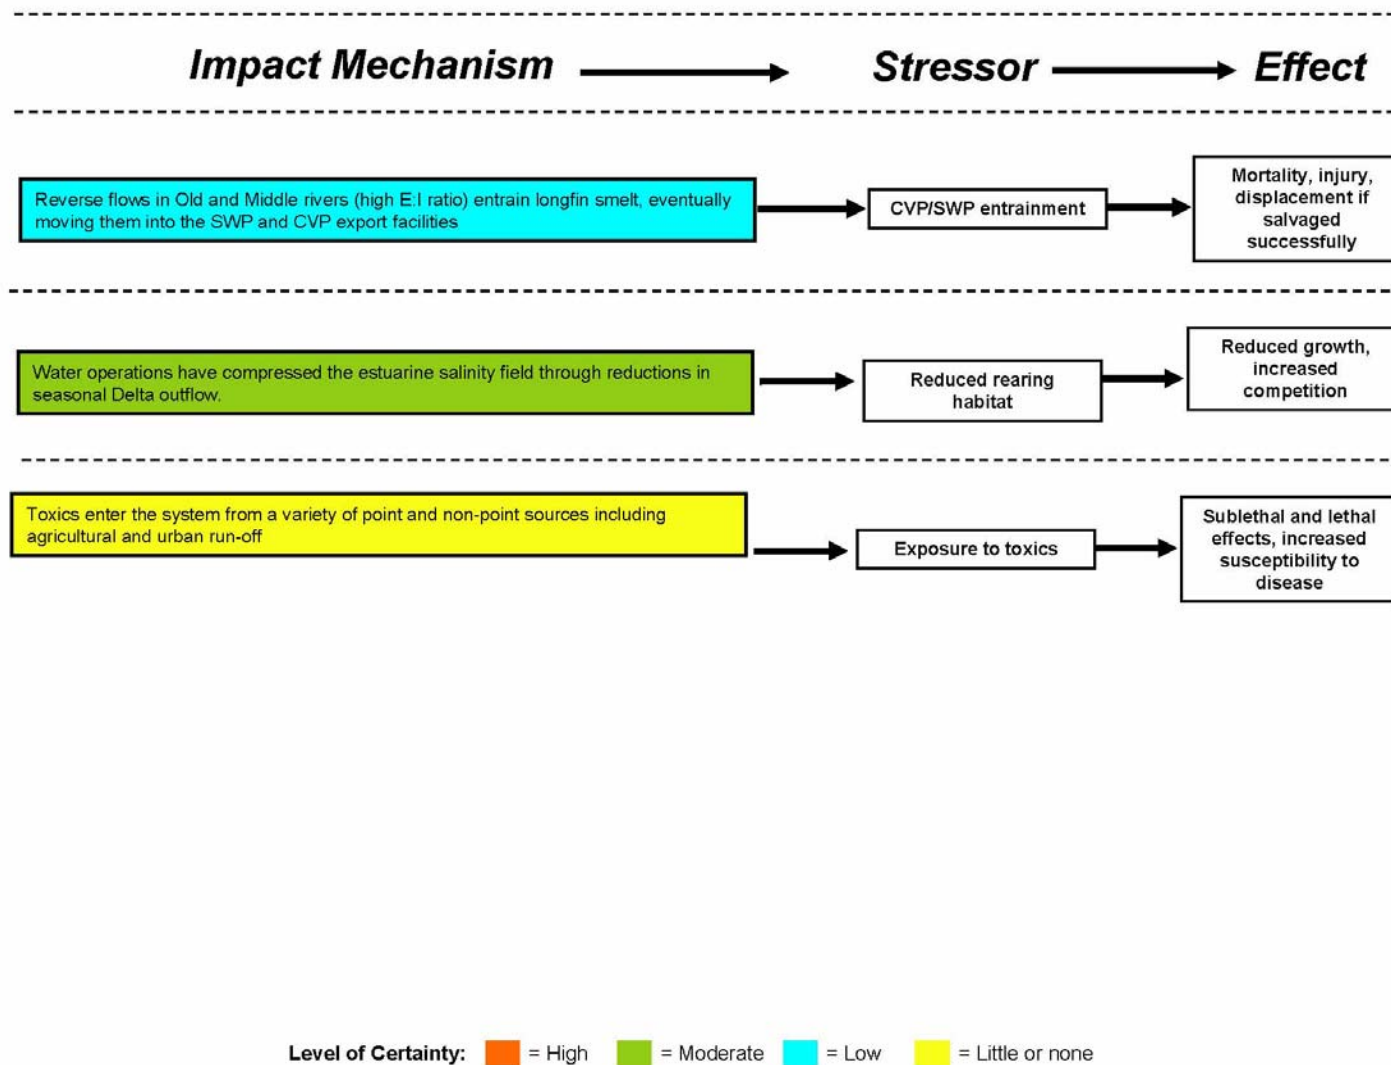 Impact Mechanism Stressor Effect
Reverse flows in Old and Middle rivers (high E:I ratio) entrain longfin smelt, eventually
moving them into the SWP and CVP export facilities
CVP/SWP entrainment
Mortality, injury,
displacement if
salvaged
successfully
Water operations have compressed the estuarine salinity field through reductions in
seasonal Delta outflow.
Reduced rearing
habitat
Reduced growth,
increased
competition
Toxics enter the system from a variety of point and non-point sources including
agricultural and urban run-off
Exposure to toxics
Sublethal and lethal
effects, increased
susceptibility to
disease
Level of Certainty: = High = Moderate = Low = Little or none